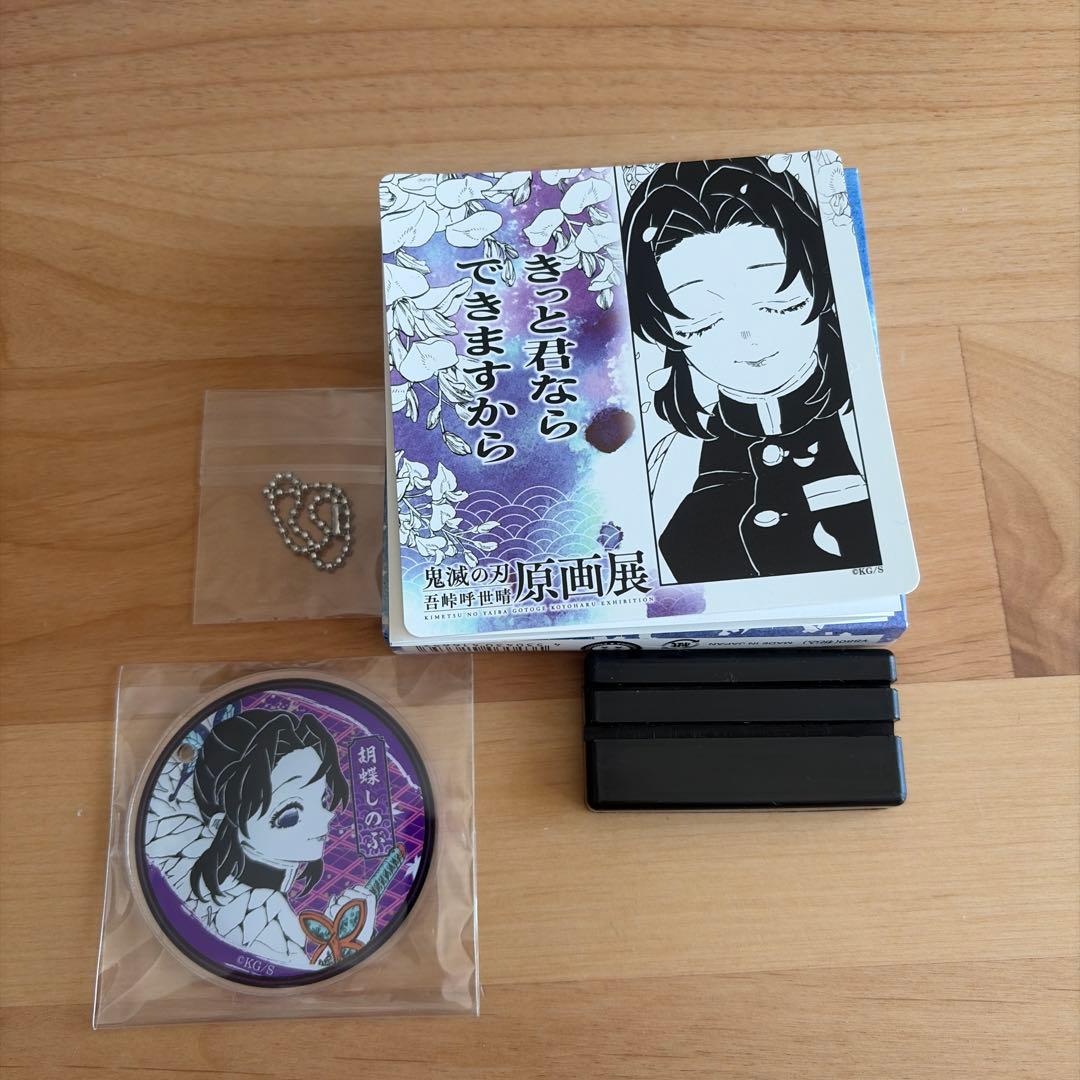 きっと君なら
できますから
鬼滅の刃
吾峠呼世晴
原画展
KIMETSU NO YAIBA GOTOGE KOYOHARU EXHIBITION
©KG/S
MADE IN JAPAN
胡蝶しのぶ
©KG/S